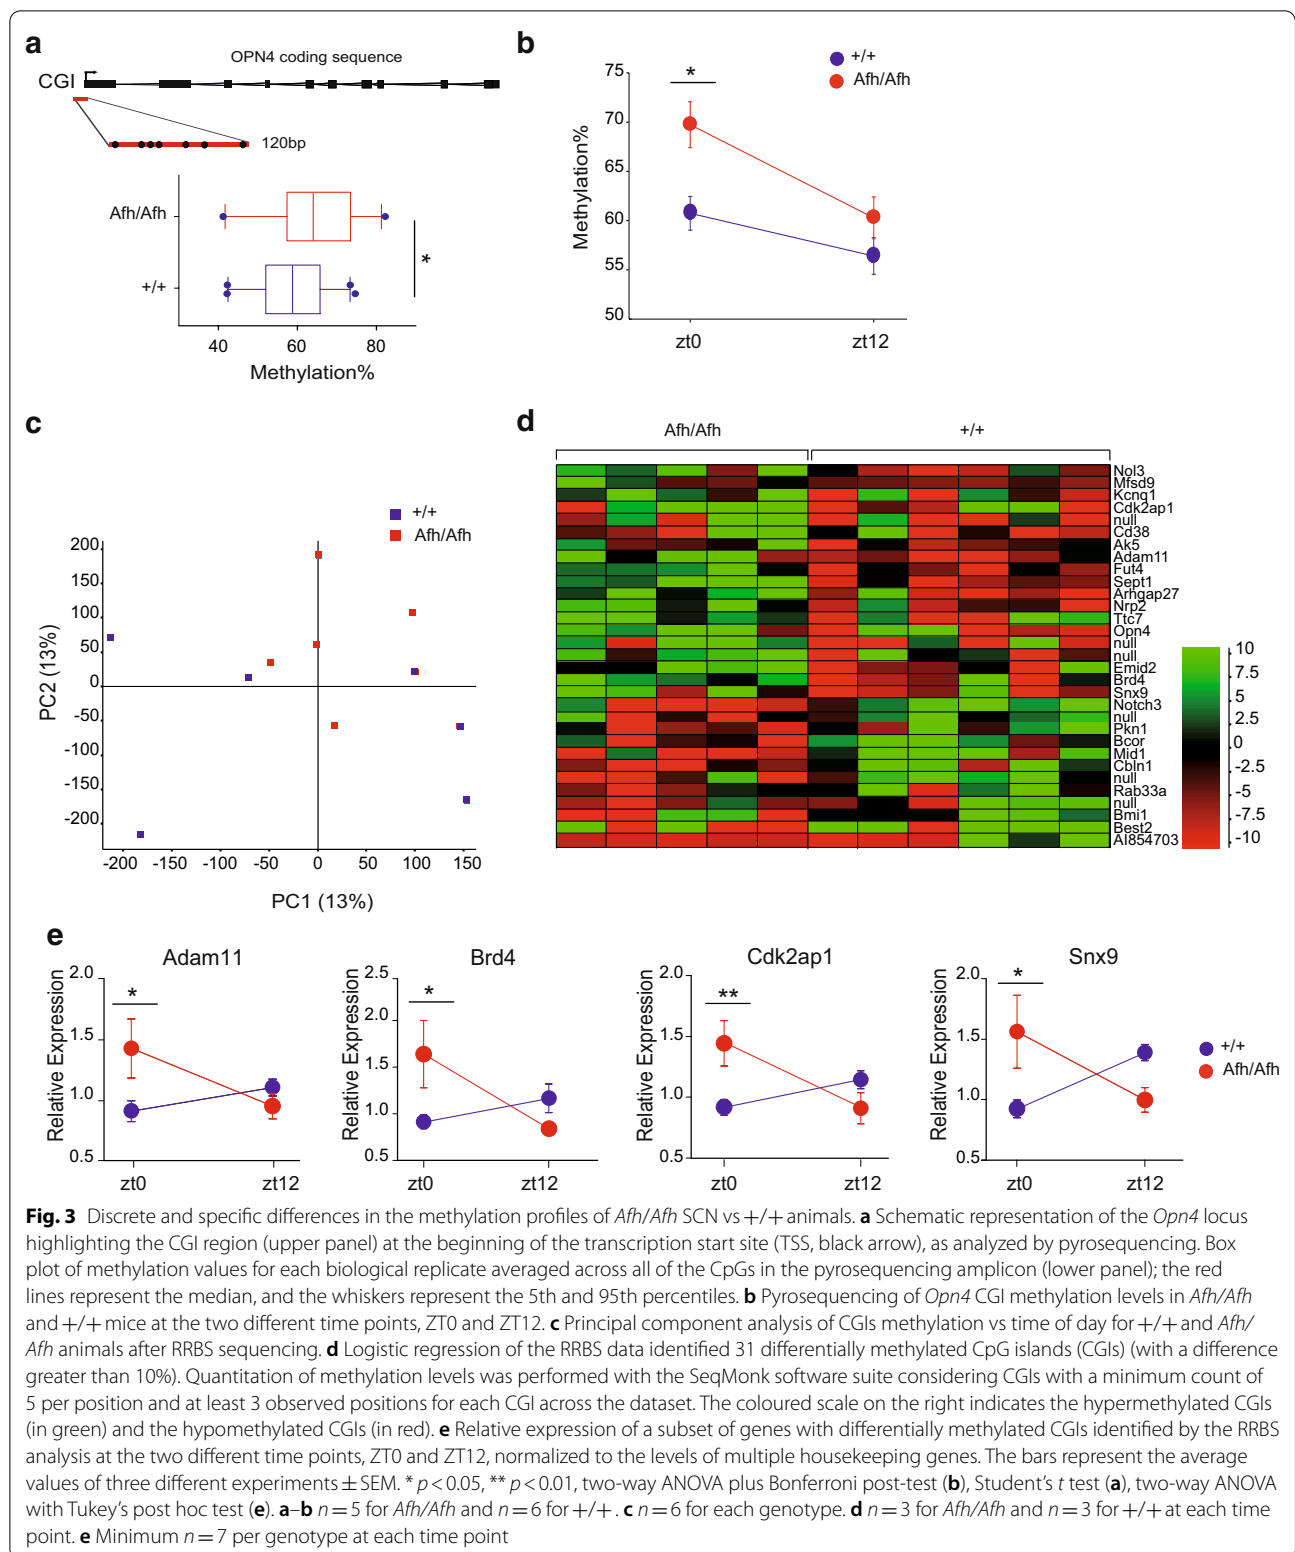 a
OPN4 coding sequence
CGI
120bp
Afh/Afh
+/+
*
40 60 80
Methylation%
b
+/+
Afh/Afh
*
75
70
65
60
55
50
Methylation%
zt0 zt12
c
+/+
Afh/Afh
200
150
100
50
0
-50
-100
-150
-200
PC2 (13%)
-200 -100 -50 0 50 100 150
PC1 (13%)
d
Afh/Afh +/+
Nol3
Mfsd9
Kcnq1
Cdk2ap1
null
Cd38
Ak5
Adam11
Fut4
Sept1
Arhgap27
Nrp2
Ttc7
Opn4
null
null
Emid2
Brd4
Snx9
Notch3
null
Pkn1
Bcor
Mid1
Cbln1
null
Rab33a
null
Bmi1
Best2
AI854703
10
7.5
5
2.5
0
-2.5
-5
-7.5
-10
e
Adam11
2.0
1.5
1.0
0.5
Relative Expression
*
zt0 zt12
Brd4
2.5
2.0
1.5
1.0
0.5
Relative Expression
*
zt0 zt12
Cdk2ap1
2.0
1.5
1.0
0.5
Relative Expression
**
zt0 zt12
Snx9
2.0
1.5
1.0
0.5
Relative Expression
*
zt0 zt12
+/+
Afh/Afh
Fig. 3 Discrete and specific differences in the methylation profiles of Afh/Afh SCN vs +/+ animals. a Schematic representation of the Opn4 locus
highlighting the CGI region (upper panel) at the beginning of the transcription start site (TSS, black arrow), as analyzed by pyrosequencing. Box
plot of methylation values for each biological replicate averaged across all of the CpGs in the pyrosequencing amplicon (lower panel); the red
lines represent the median, and the whiskers represent the 5th and 95th percentiles. b Pyrosequencing of Opn4 CGI methylation levels in Afh/Afh
and +/+ mice at the two different time points, ZT0 and ZT12. c Principal component analysis of CGIs methylation vs time of day for +/+ and Afh/
Afh animals after RRBS sequencing. d Logistic regression of the RRBS data identified 31 differentially methylated CpG islands (CGIs) (with a difference
greater than 10%). Quantitation of methylation levels was performed with the SeqMonk software suite considering CGIs with a minimum count of
5 per position and at least 3 observed positions for each CGI across the dataset. The coloured scale on the right indicates the hypermethylated CGIs
(in green) and the hypomethylated CGIs (in red). e Relative expression of a subset of genes with differentially methylated CGIs identified by the RRBS
analysis at the two different time points, ZT0 and ZT12, normalized to the levels of multiple housekeeping genes. The bars represent the average
values of three different experiments ± SEM. * p < 0.05, ** p < 0.01, two-way ANOVA plus Bonferroni post-test (b), Student's t test (a), two-way ANOVA
with Tukey's post hoc test (e). a–b n = 5 for Afh/Afh and n = 6 for +/+. c n = 6 for each genotype. d n = 3 for Afh/Afh and n = 3 for +/+ at each time
point. e Minimum n = 7 per genotype at each time point